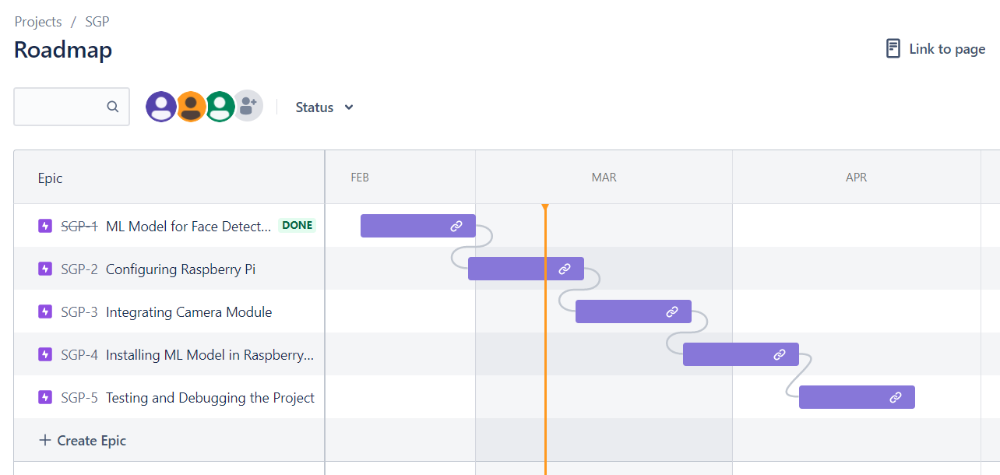 Projects / SGP
Roadmap
Link to page
Status
Epic
FEB
MAR
APR
SGP-1 ML Model for Face Detect... DONE
SGP-2 Configuring Raspberry Pi
SGP-3 Integrating Camera Module
SGP-4 Installing ML Model in Raspberry...
SGP-5 Testing and Debugging the Project
+ Create Epic